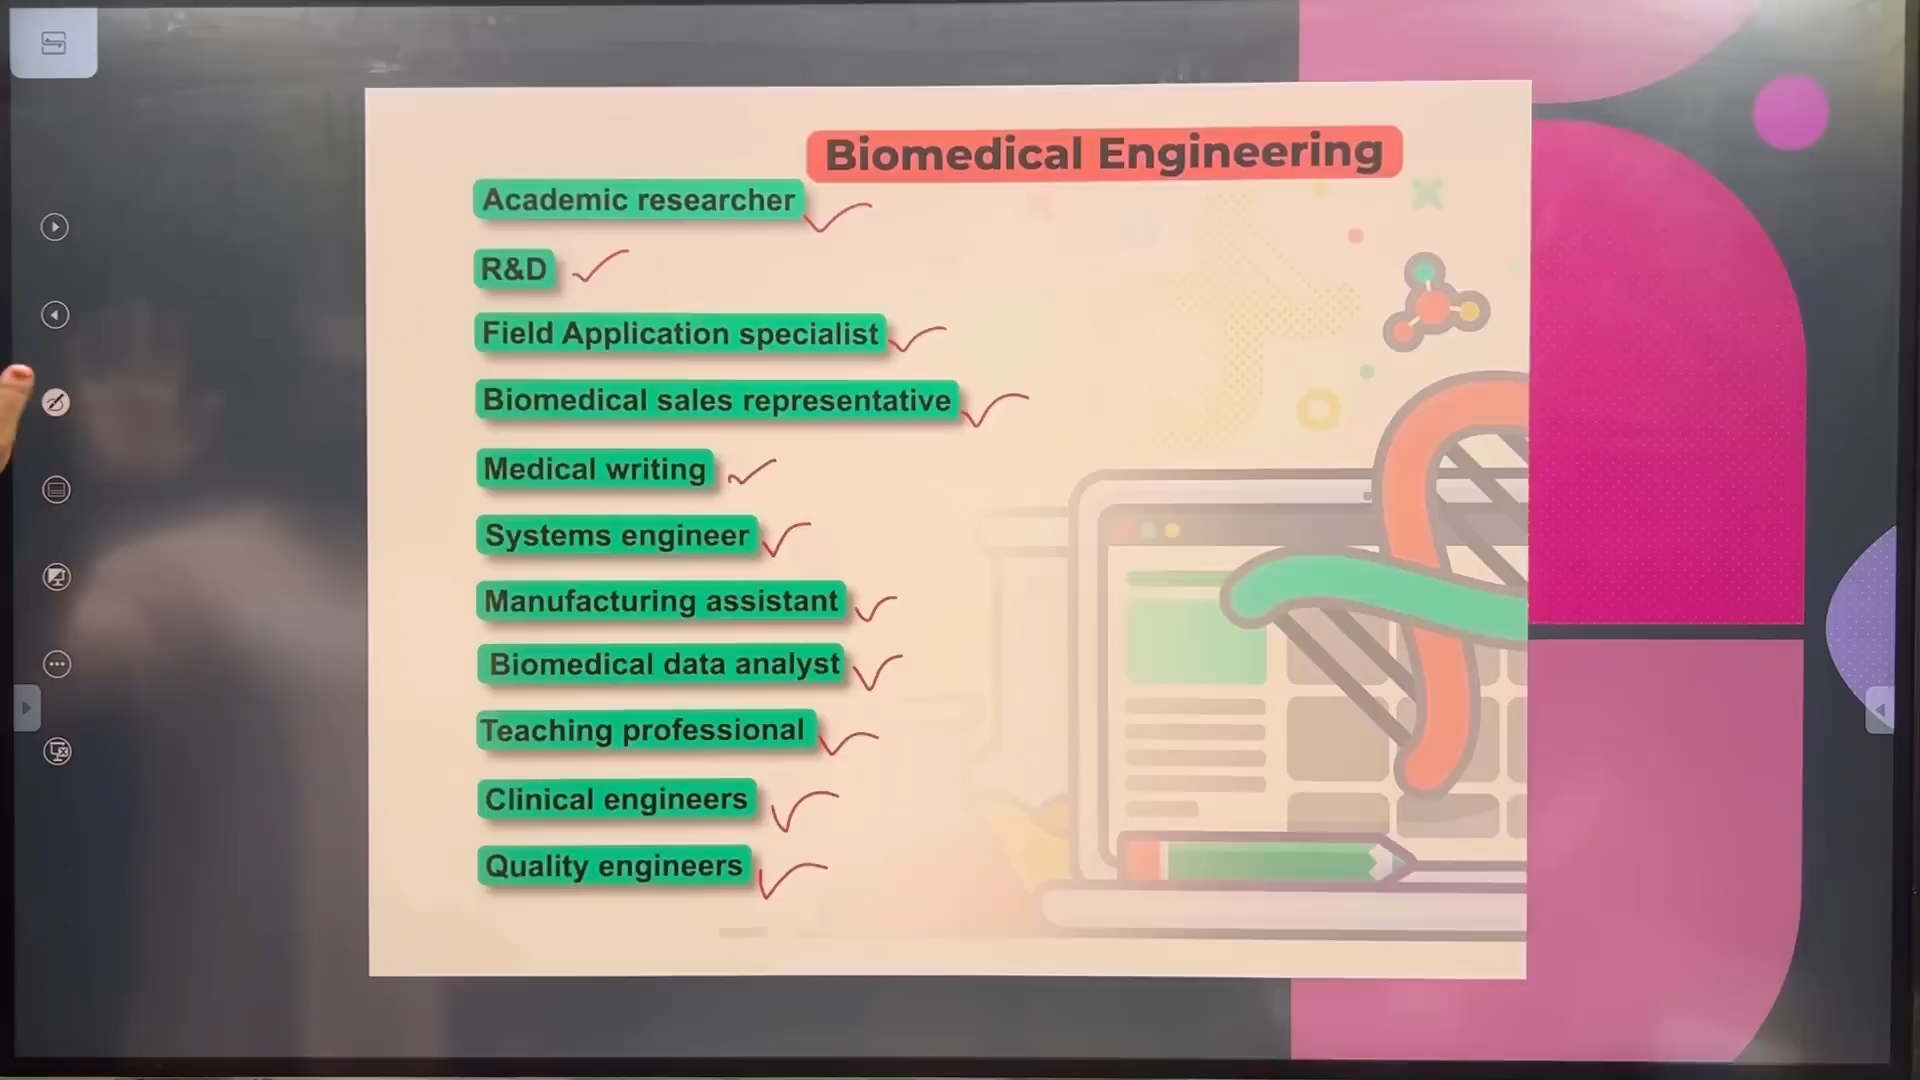 Biomedical Engineering
Academic researcher
R&D
Field Application specialist
Biomedical sales representative
Medical writing
Systems engineer
Manufacturing assistant
Biomedical data analyst
Teaching professional
Clinical engineers
Quality engineers